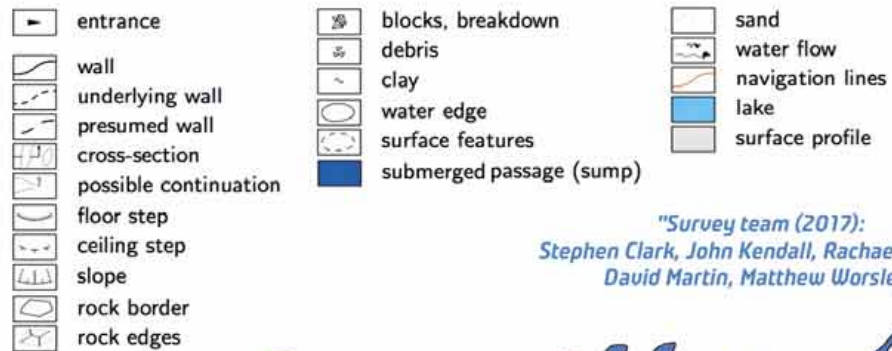 entrance
wall
underlying wall
presumed wall
cross-section
possible continuation
floor step
ceiling step
slope
rock border
rock edges
blocks, breakdown
debris
clay
water edge
surface features
submerged passage (sump)
sand
water flow
navigation lines
lake
surface profile
"Survey team (2017):
Stephen Clark, John Kendall, Rachae
David Martin, Matthew Worsle